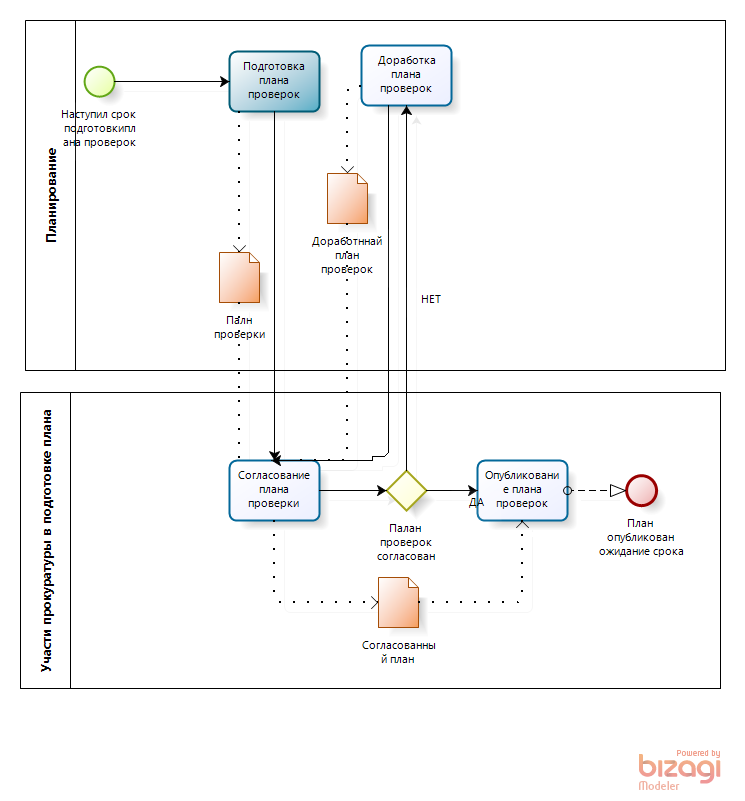 Планирование
Наступил срок
подготовкипл
ана проверок
Подготовка
плана
проверок
Доработка
плана
проверок
Доработннай
план
проверок
Палн
проверки
НЕТ
Участи прокуратуры в подготовке плана
Согласование
плана
проверки
Палан
проверок
согласован
ДА
Опубликовани
е плана
проверок
План
опубликован
ожидание срока
Согласованны
й план
Powered by
bizagi
Modeler